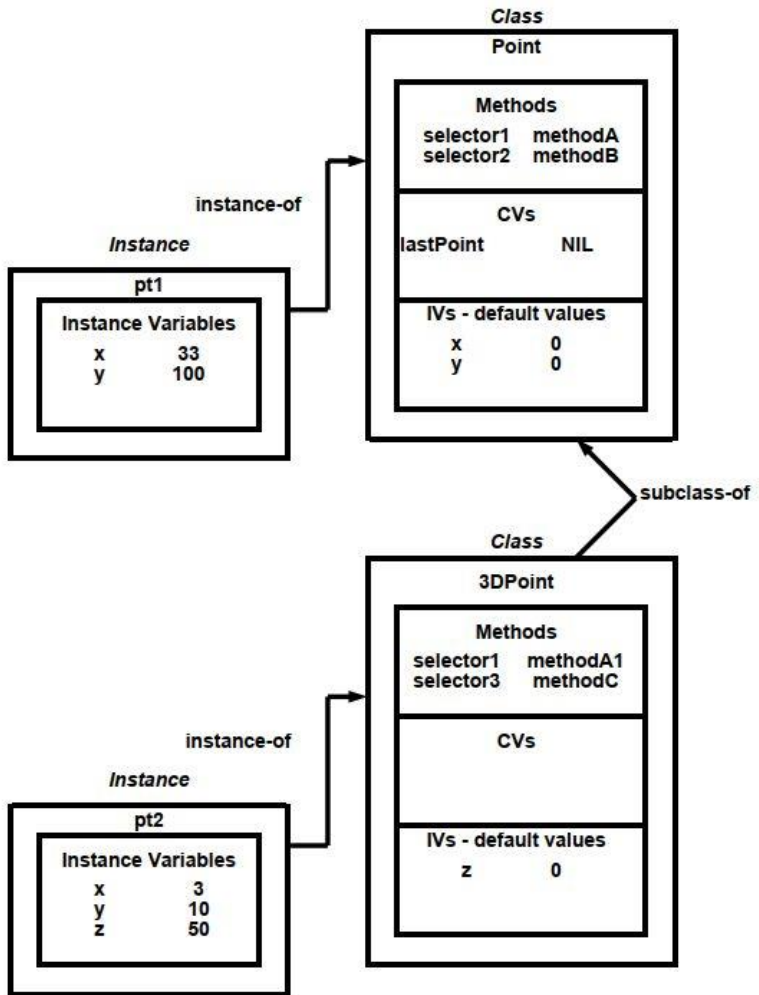 Class
Point
Methods
selector1 methodA
selector2 methodB
CVs
lastPoint NIL
IVs - default values
x 0
y 0
instance-of
Instance
pt1
Instance Variables
x 33
y 100
subclass-of
Class
3DPoint
Methods
selector1 methodA1
selector3 methodC
CVs
IVs - default values
z 0
instance-of
Instance
pt2
Instance Variables
x 3
y 10
z 50